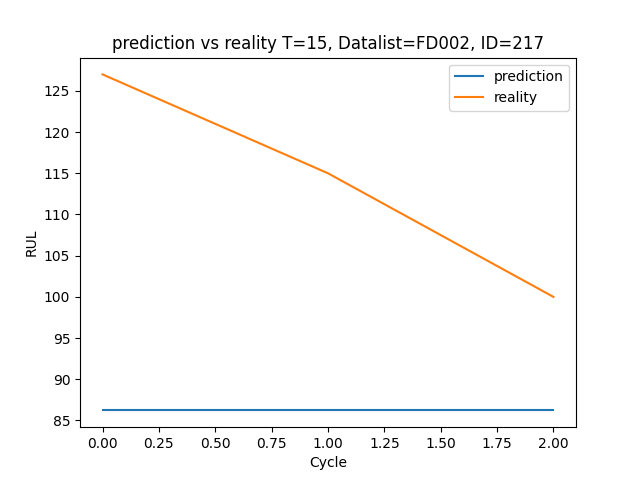 prediction vs reality T=15, Datalist=FD002, ID=217
prediction
reality
RUL
125
120
115
110
105
100
95
90
85
0.00 0.25 0.50 0.75 1.00 1.25 1.50 1.75 2.00
Cycle